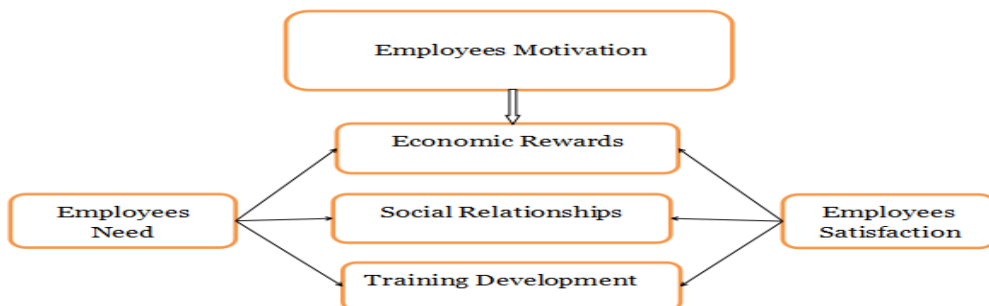 Employees Motivation
Economic Rewards
Employees
Need
Social Relationships
Employees
Satisfaction
Training Development